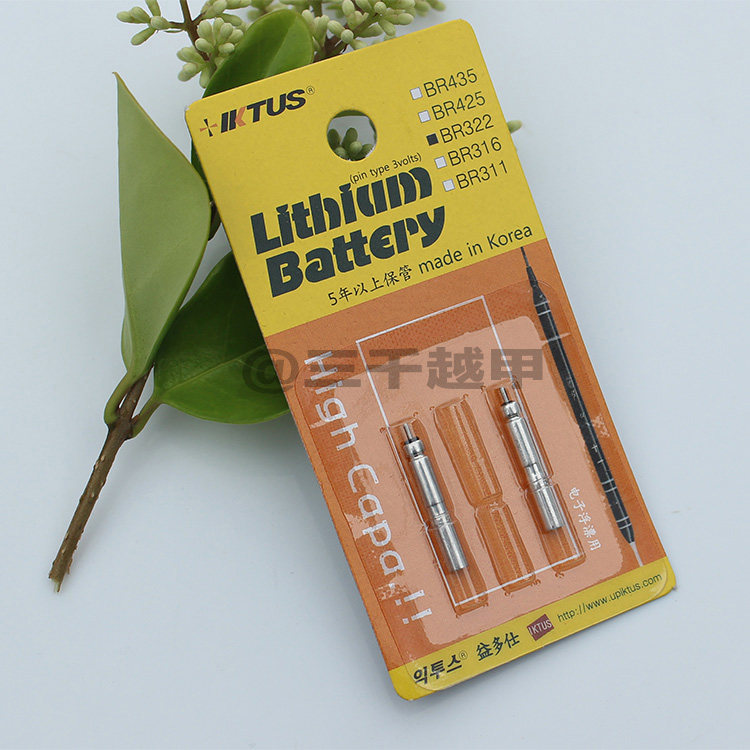 IKTUS®
BR435
BR425
BR322
BR316
BR311
(pin type 3volts)
Lithium
Battery
5年以上保管 made in Korea
@三千越甲
High Capa
电子浮漂用
익투스® 益多仕 IKTUS http://www.upiktus.com